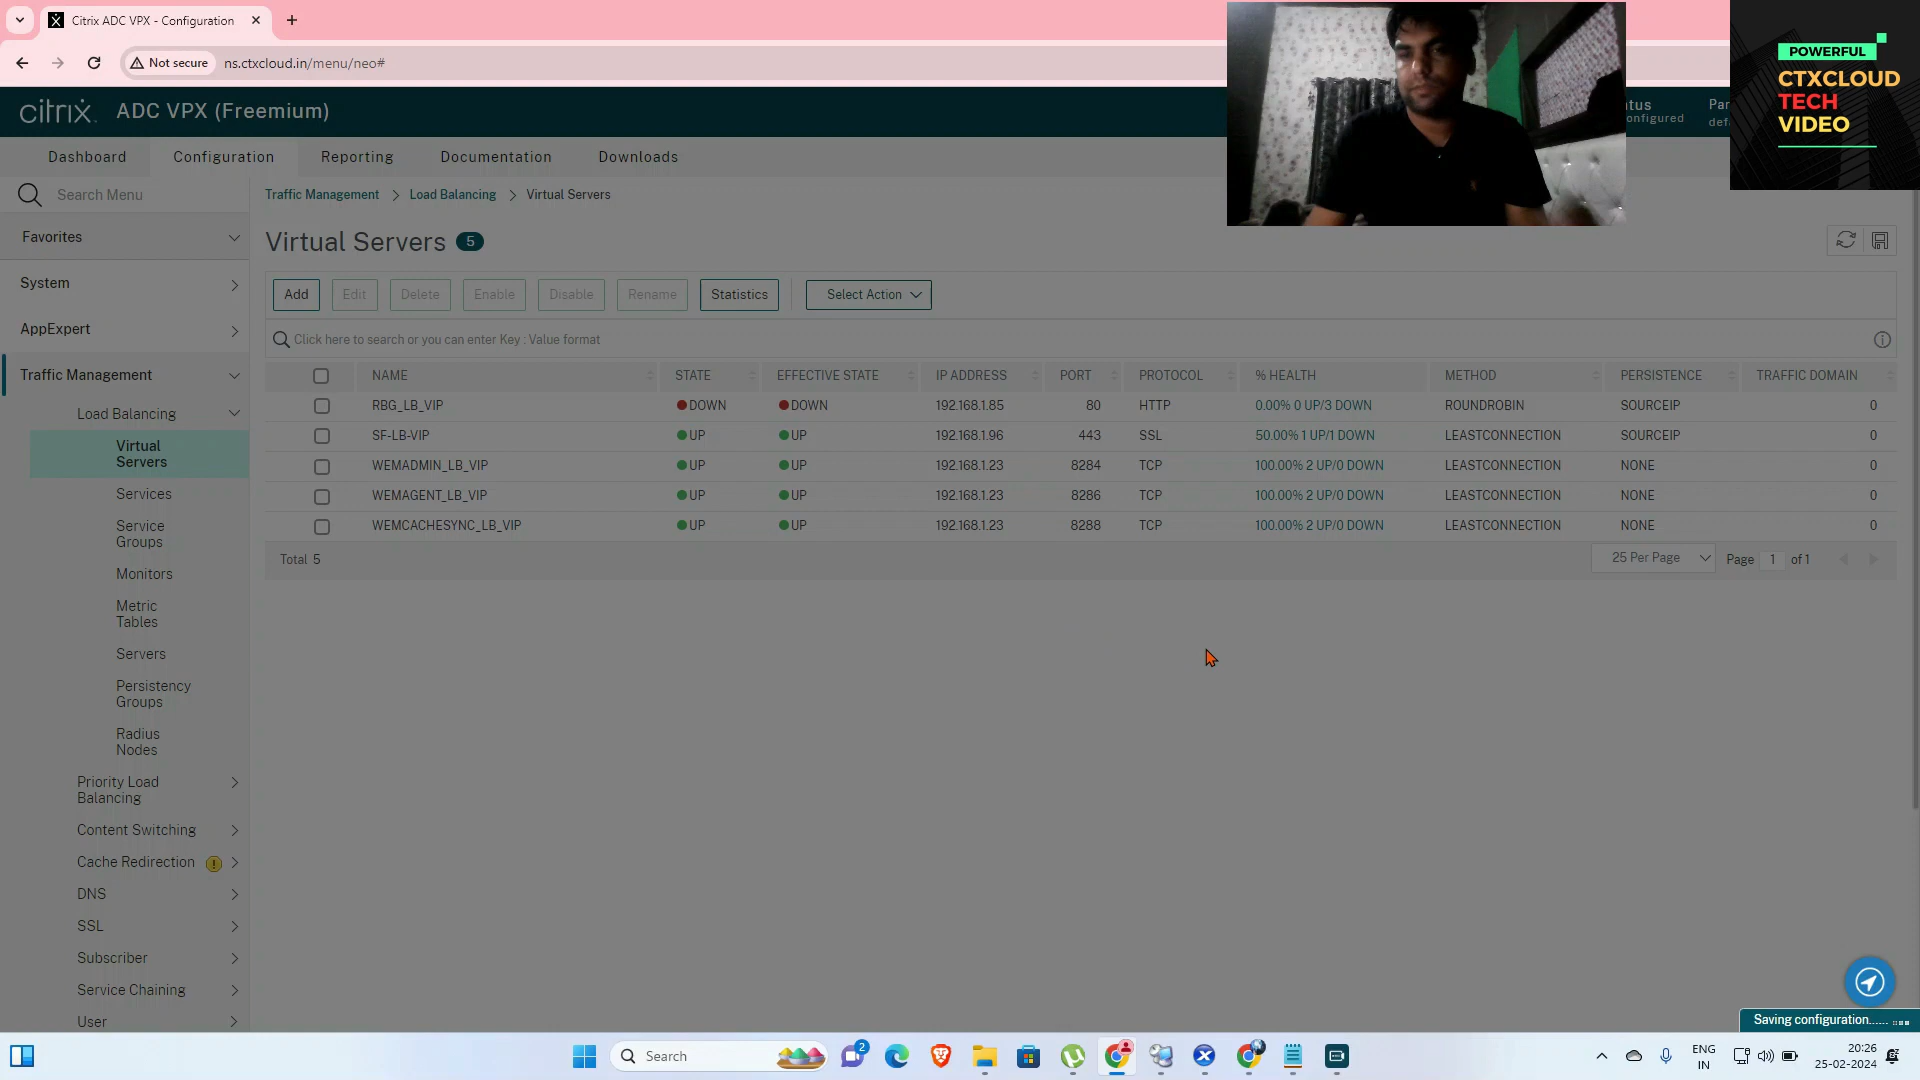 Citrix ADC VPX - Configuration
Not secure
ns.ctxcloud.in/menu/neo#
POWERFUL
CTXCLOUD
TECH
VIDEO
citrix. ADC VPX (Freemium)
Dashboard
Configuration
Reporting
Documentation
Downloads
Search Menu
Favorites
System
AppExpert
Traffic Management
Load Balancing
Virtual
Servers
Services
Service
Groups
Monitors
Metric
Tables
Servers
Persistency
Groups
Radius
Nodes
Priority Load
Balancing
Content Switching
Cache Redirection
DNS
SSL
Subscriber
Service Chaining
User
Traffic Management > Load Balancing > Virtual Servers
Virtual Servers 5
Add Edit Delete Enable Disable Rename Statistics Select Action
Click here to search or you can enter Key : Value format
NAME STATE EFFECTIVE STATE IP ADDRESS PORT PROTOCOL % HEALTH METHOD PERSISTENCE TRAFFIC DOMAIN
RBG_LB_VIP DOWN DOWN 192.168.1.85 80 HTTP 0.00% 0 UP/3 DOWN ROUNDROBIN SOURCEIP 0
SF-LB-VIP UP UP 192.168.1.96 443 SSL 50.00% 1 UP/1 DOWN LEASTCONNECTION SOURCEIP 0
WEMADMIN_LB_VIP UP UP 192.168.1.23 8284 TCP 100.00% 2 UP/0 DOWN LEASTCONNECTION NONE 0
WEMAGENT_LB_VIP UP UP 192.168.1.23 8286 TCP 100.00% 2 UP/0 DOWN LEASTCONNECTION NONE 0
WEMCACHESYNC_LB_VIP UP UP 192.168.1.23 8288 TCP 100.00% 2 UP/0 DOWN LEASTCONNECTION NONE 0
Total 5
25 Per Page
Page 1 of 1
Saving configuration......
Search
2
ENG
IN
20:26
25-02-2024